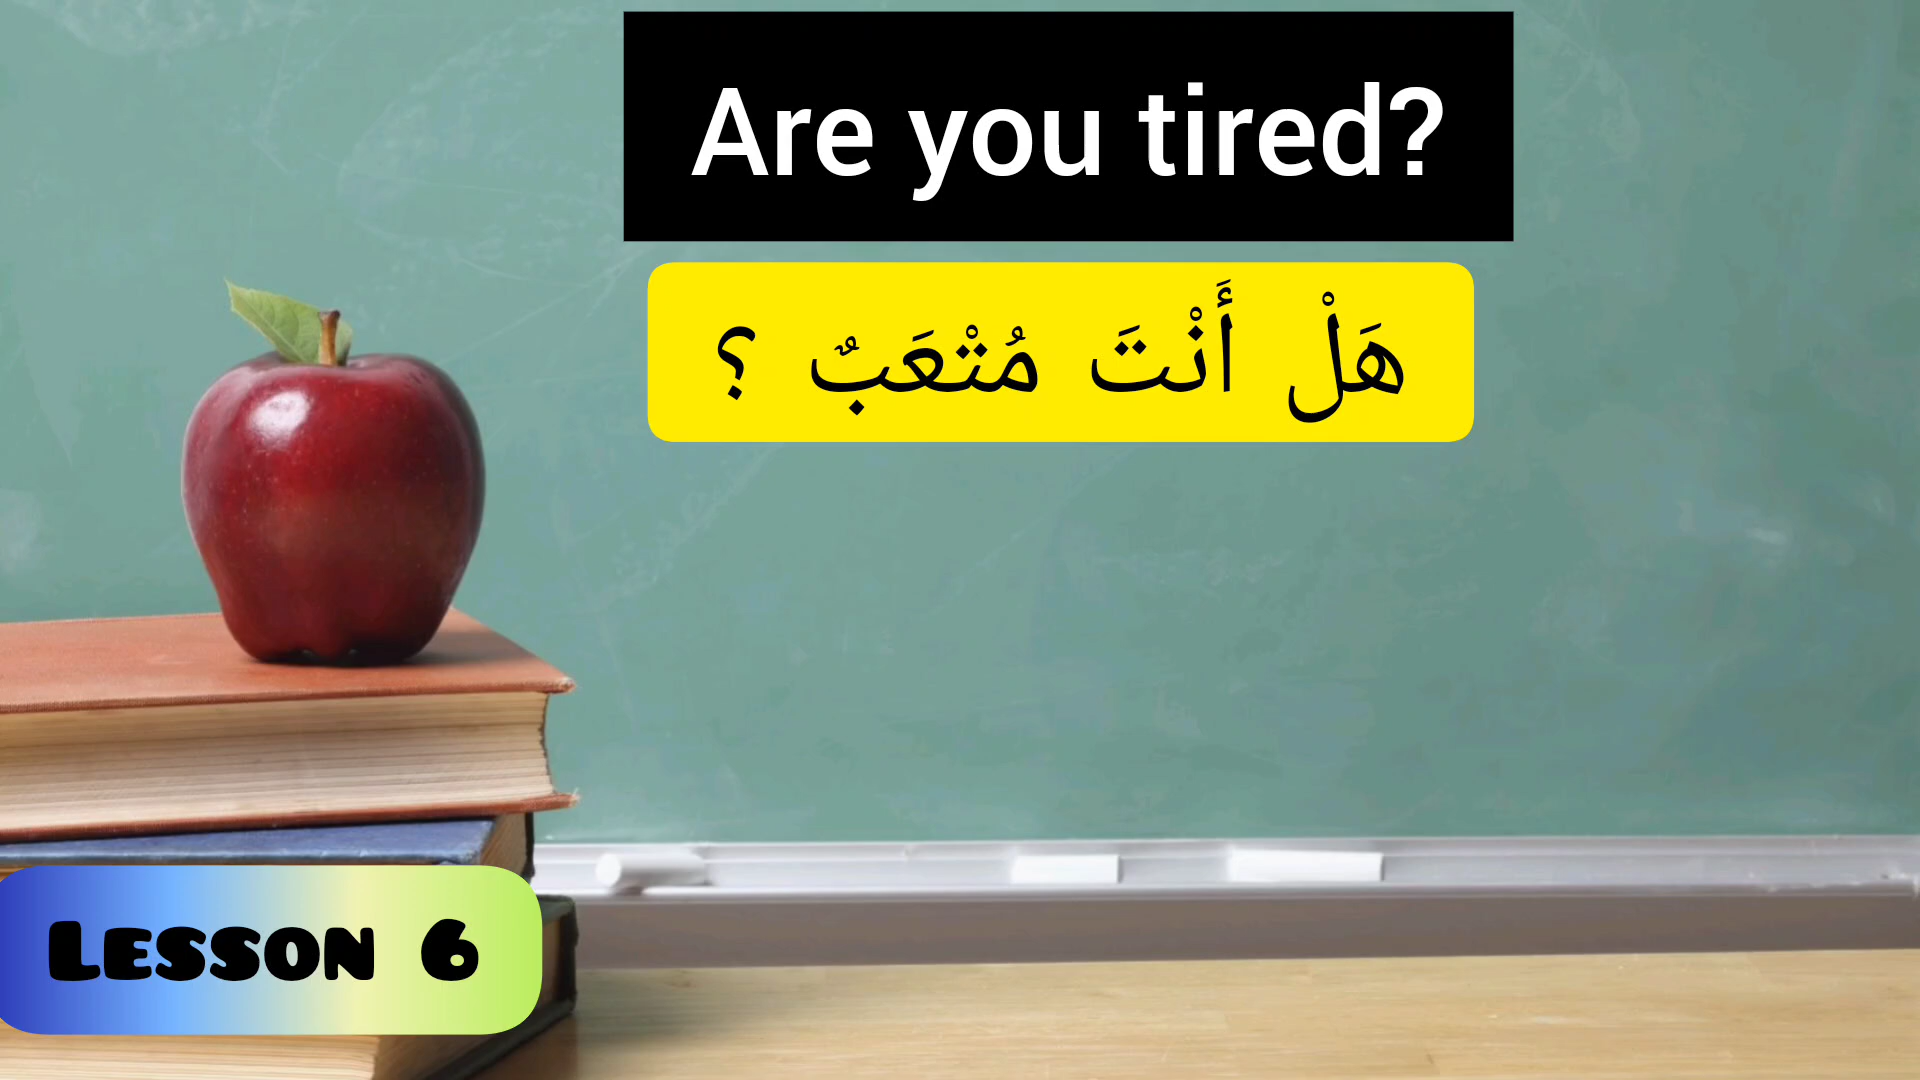 Are you tired?
هَلْ أَنْتَ مُتْعَبٌ ؟
LESSON 6